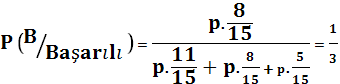 P (B/Başarılı) = p.8/15 / p.11/15 + p.8/15 + p.5/15 = 1/3